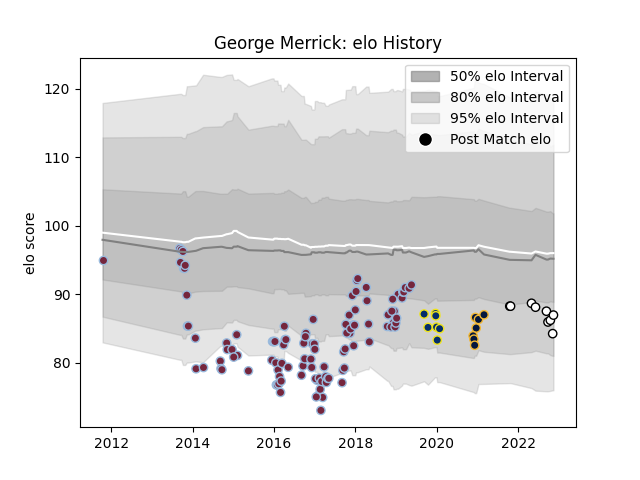 George Merrick: elo History
50% elo Interval
80% elo Interval
95% elo Interval
Post Match elo
elo score
120
110
100
90
80
2012 2014 2016 2018 2020 2022